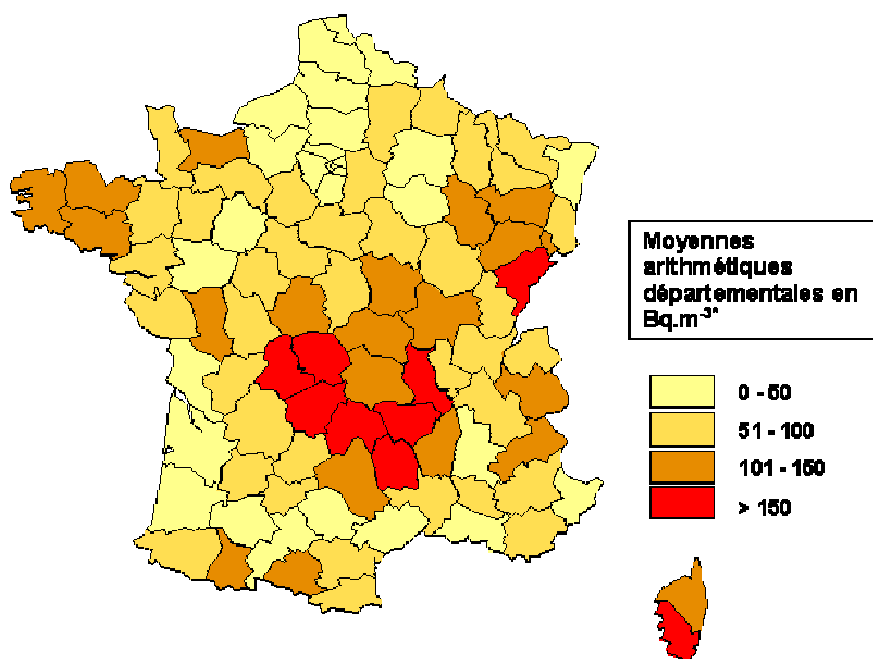 Moyennes
arithmétiques
départementales en
Bq.m-3*
0 - 50
51 - 100
101 - 150
> 150